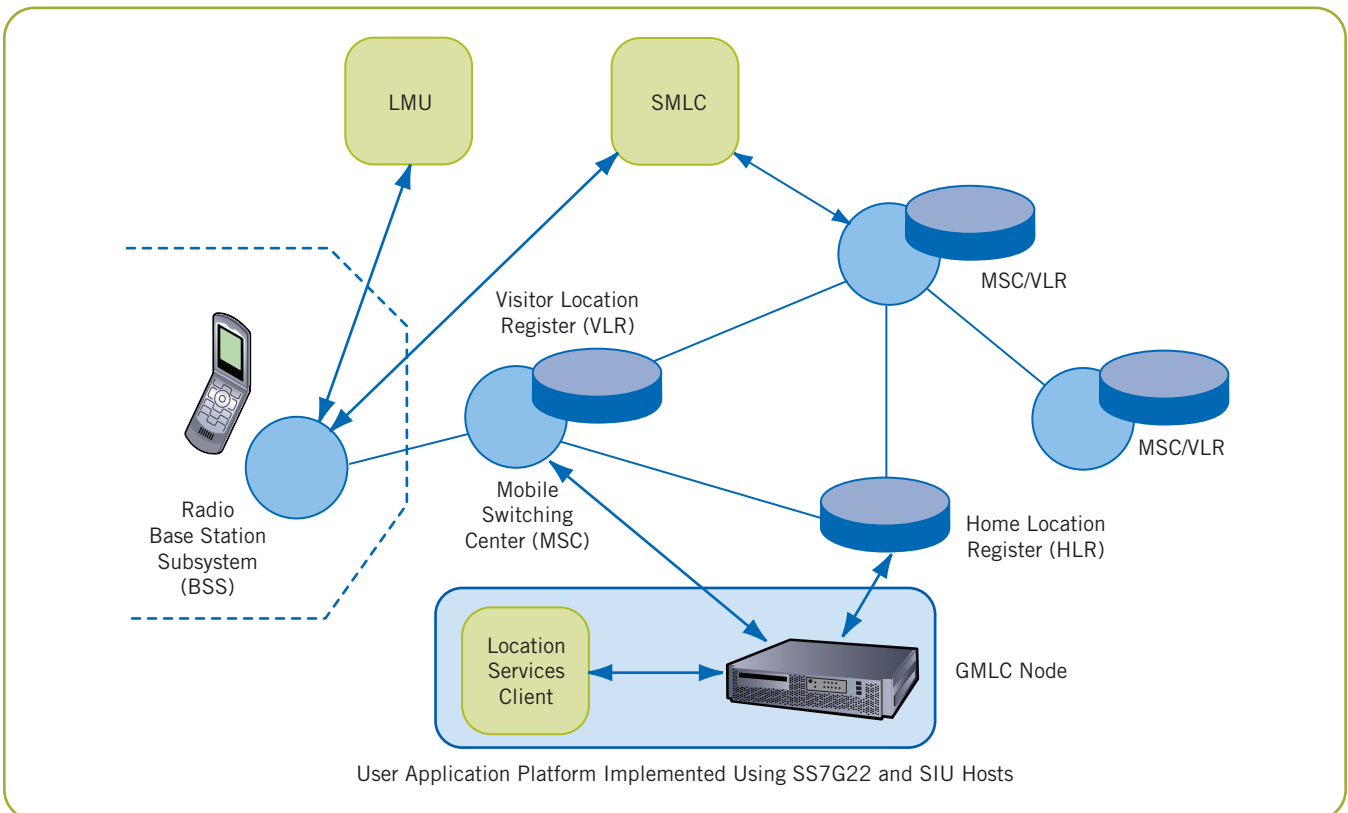 LMU
SMLC
MSC/VLR
Visitor Location
Register (VLR)
MSC/VLR
Radio
Base Station
Subsystem
(BSS)
Mobile
Switching
Center (MSC)
Home Location
Register (HLR)
Location
Services
Client
GMLC Node
User Application Platform Implemented Using SS7G22 and SIU Hosts